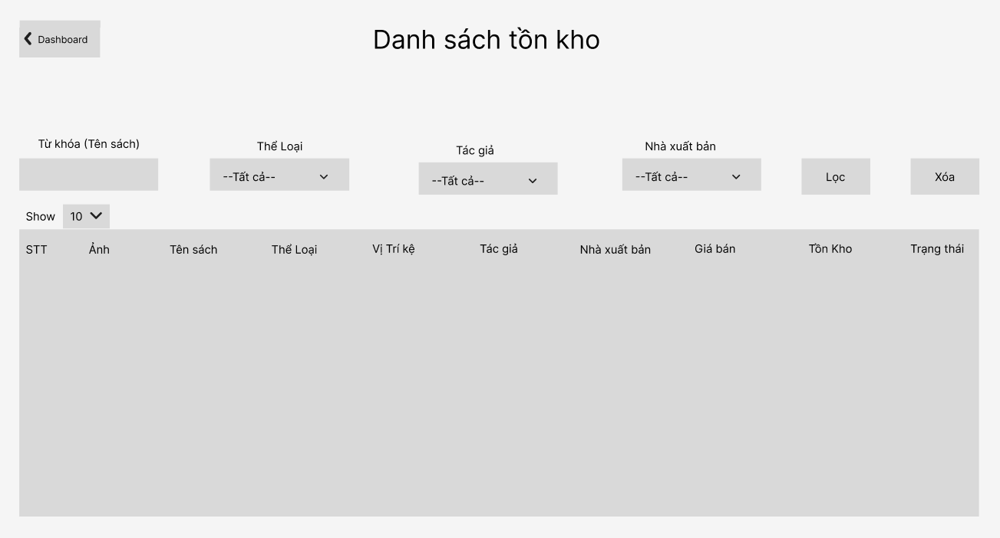 Dashboard
Danh sách tồn kho
Từ khóa (Tên sách)
Thể Loại
Tác giả
Nhà xuất bản
--Tất cả--
--Tất cả--
--Tất cả--
Lọc
Xóa
Show 10
STT Ảnh Tên sách Thể Loại Vị Trí kệ Tác giả Nhà xuất bản Giá bán Tồn Kho Trạng thái